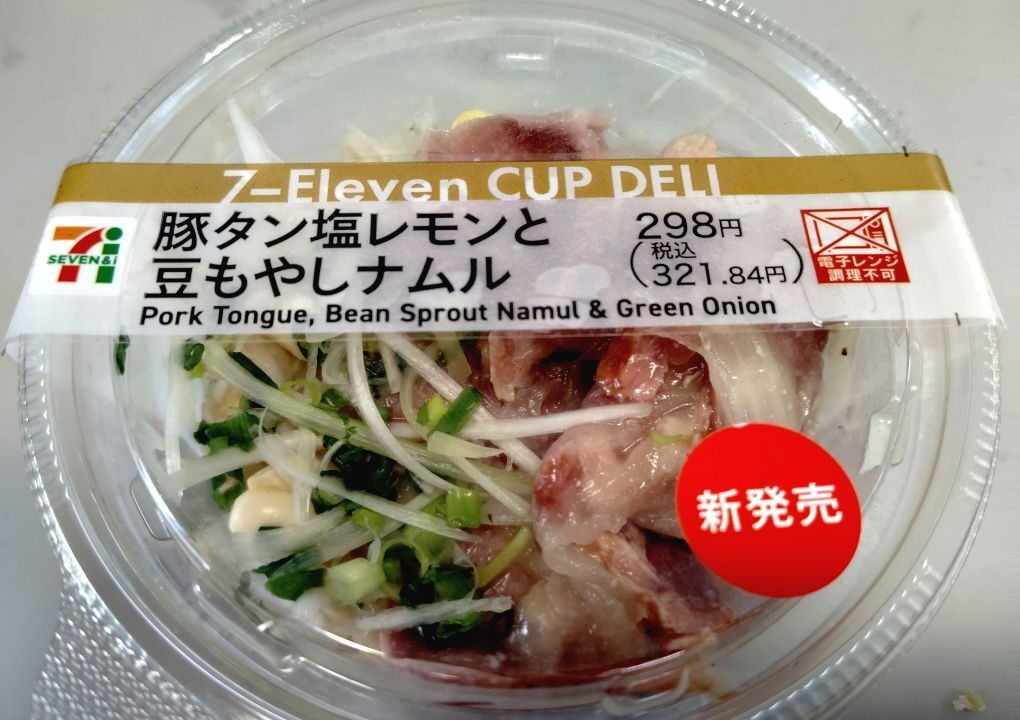 7-Eleven CUP DELI
SEVEN&i
豚タン塩レモンと
豆もやしナムル
Pork Tongue, Bean Sprout Namul & Green Onion
298円
(税込
321.84円)
電子レンジ
調理不可
新発売